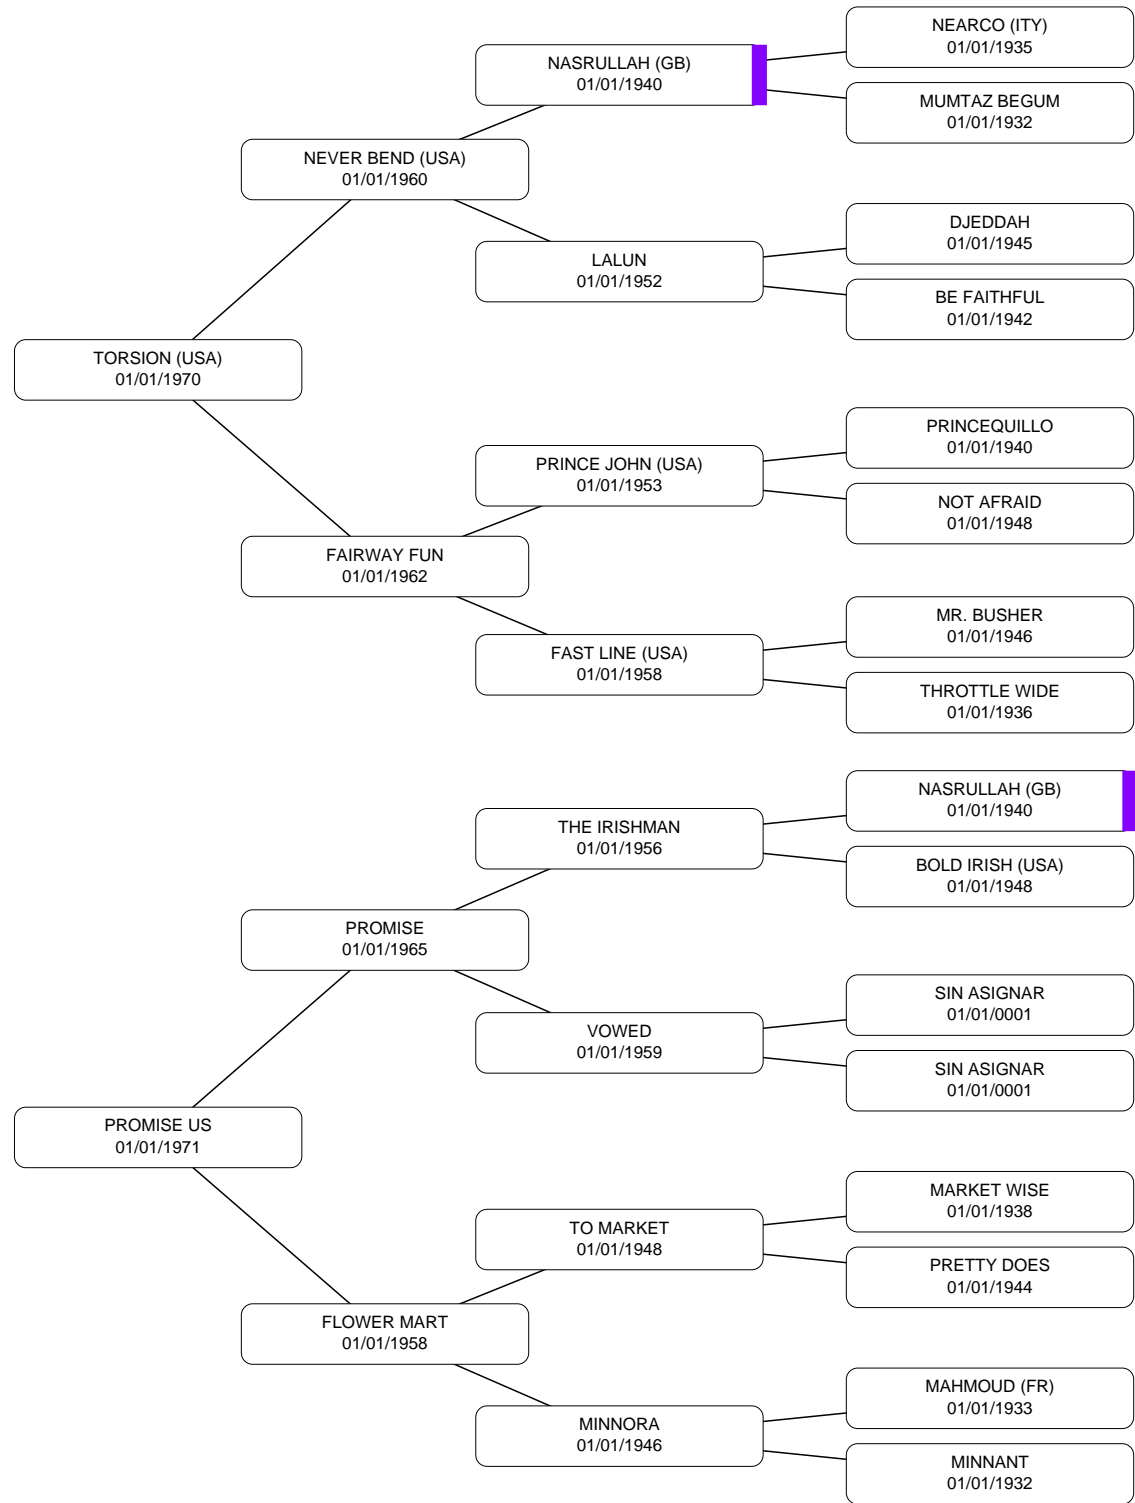 NEARCO (ITY)
01/01/1935
NASRULLAH (GB)
01/01/1940
MUMTAZ BEGUM
01/01/1932
NEVER BEND (USA)
01/01/1960
DJEDDAH
01/01/1945
LALUN
01/01/1952
BE FAITHFUL
01/01/1942
TORSION (USA)
01/01/1970
PRINCEQUILLO
01/01/1940
PRINCE JOHN (USA)
01/01/1953
NOT AFRAID
01/01/1948
FAIRWAY FUN
01/01/1962
MR. BUSHER
01/01/1946
FAST LINE (USA)
01/01/1958
THROTTLE WIDE
01/01/1936
NASRULLAH (GB)
01/01/1940
THE IRISHMAN
01/01/1956
BOLD IRISH (USA)
01/01/1948
PROMISE
01/01/1965
SIN ASIGNAR
01/01/0001
VOWED
01/01/1959
SIN ASIGNAR
01/01/0001
PROMISE US
01/01/1971
MARKET WISE
01/01/1938
TO MARKET
01/01/1948
PRETTY DOES
01/01/1944
FLOWER MART
01/01/1958
MAHMOUD (FR)
01/01/1933
MINNORA
01/01/1946
MINNANT
01/01/1932